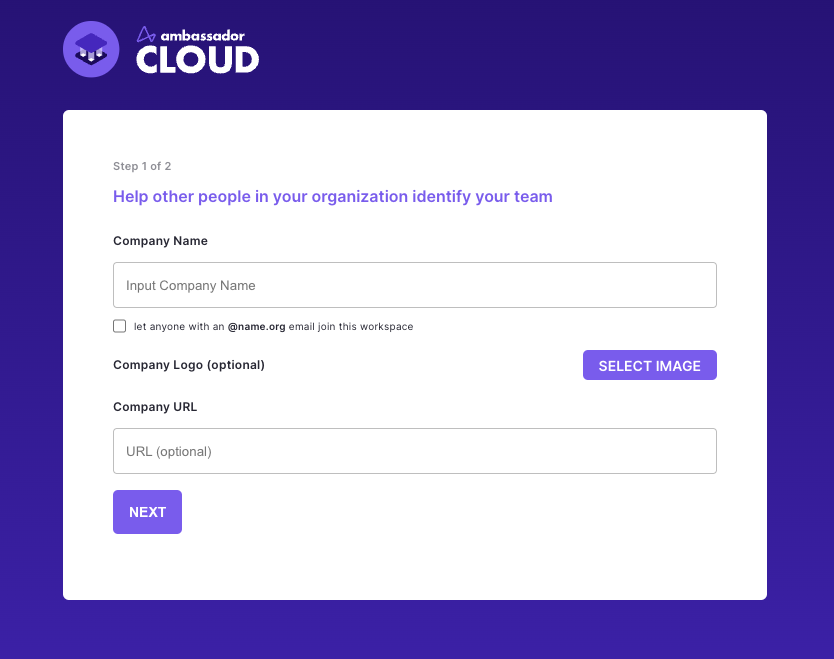 ambassador
CLOUD
Step 1 of 2
Help other people in your organization identify your team
Company Name
Input Company Name
let anyone with an @name.org email join this workspace
Company Logo (optional)
SELECT IMAGE
Company URL
URL (optional)
NEXT